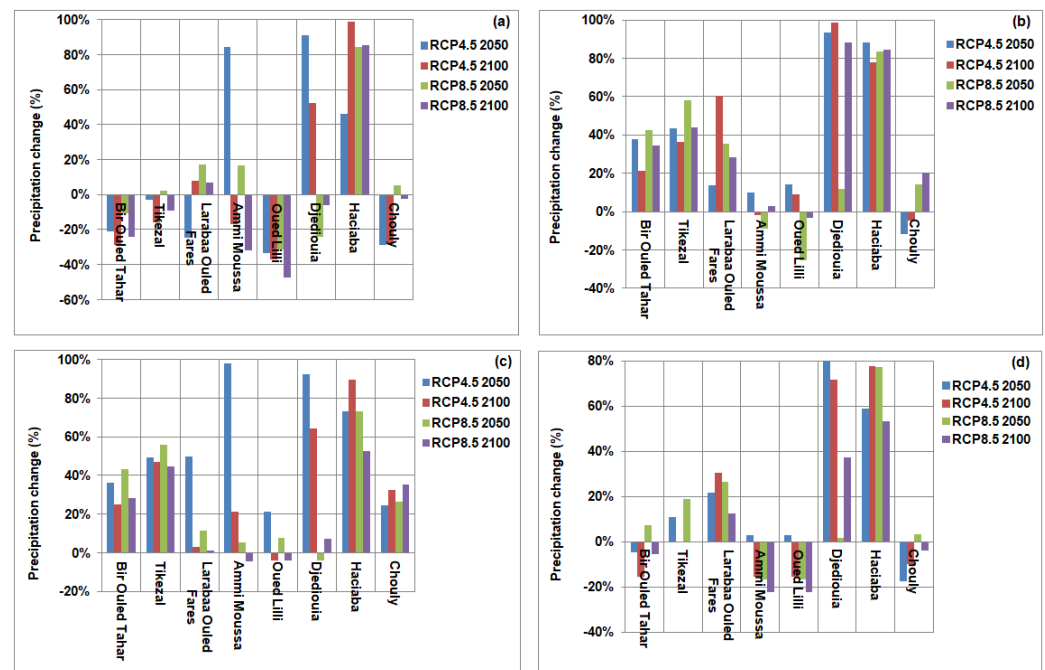 (a)
100%
80%
60%
40%
20%
0%
-20%
-40%
-60%
Precipitation change (%)
Bir Ouled Tahar
Tikezal
Larabaa Ouled
Fares
Ammi Moussa
Oued Lilli
Djediouia
Haciaba
Chouly
RCP4.5 2050
RCP4.5 2100
RCP8.5 2050
RCP8.5 2100
(b)
100%
80%
60%
40%
20%
0%
-20%
-40%
Precipitation change (%)
Bir Ouled Tahar
Tikezal
Larabaa Ouled
Fares
Ammi Moussa
Oued Lilli
Djediouia
Haciaba
Chouly
RCP4.5 2050
RCP4.5 2100
RCP8.5 2050
RCP8.5 2100
(c)
100%
80%
60%
40%
20%
0%
-20%
Precipitation change (%)
Bir Ouled Tahar
Tikezal
Larabaa Ouled
Fares
Ammi Moussa
Oued Lilli
Djediouia
Haciaba
Chouly
RCP4.5 2050
RCP4.5 2100
RCP8.5 2050
RCP8.5 2100
(d)
80%
60%
40%
20%
0%
-20%
-40%
Precipitation change (%)
Bir Ouled Tahar
Tikezal
Larabaa Ouled
Fares
Ammi Moussa
Oued Lilli
Djediouia
Haciaba
Chouly
RCP4.5 2050
RCP4.5 2100
RCP8.5 2050
RCP8.5 2100